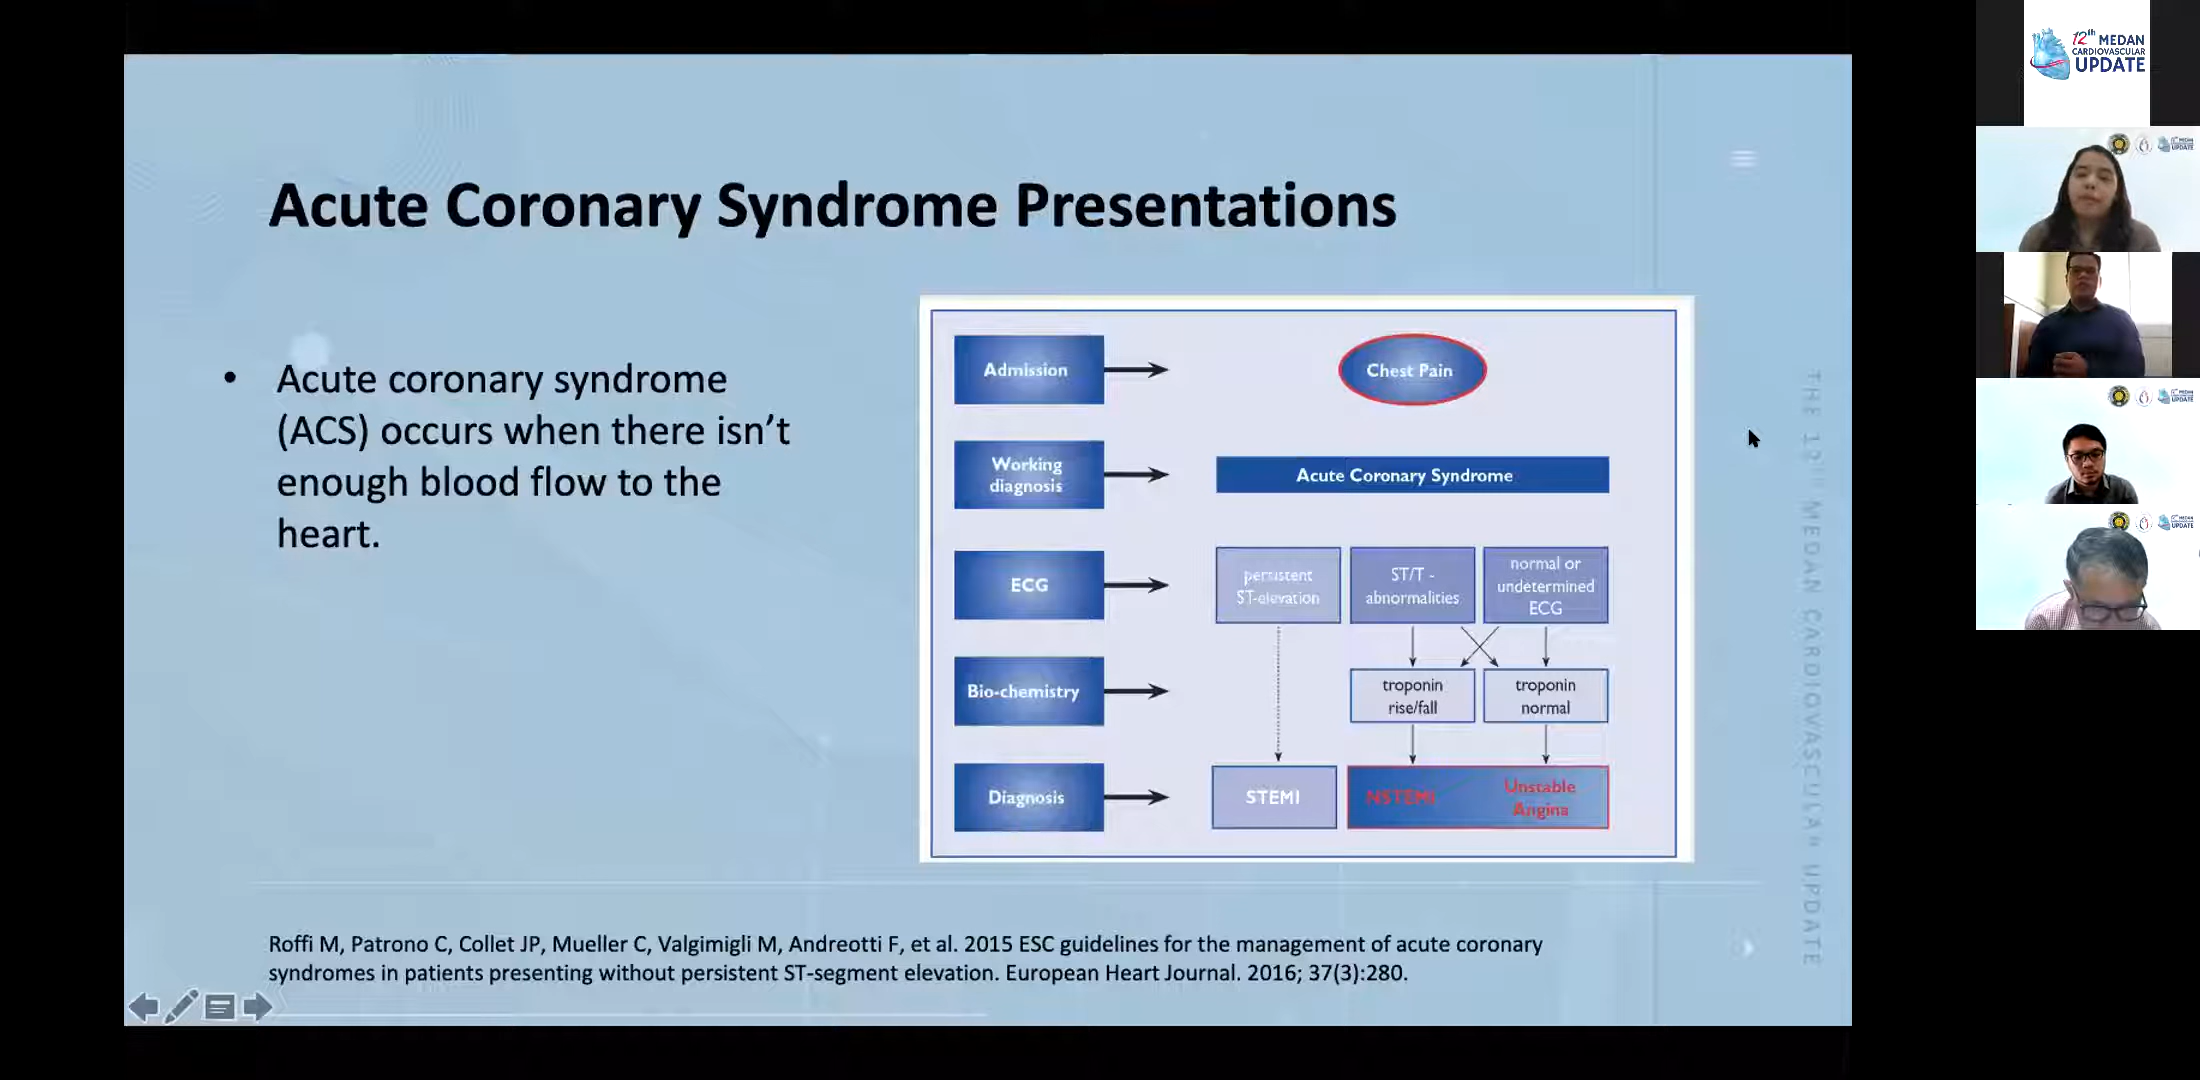 Acute Coronary Syndrome Presentations
• Acute coronary syndrome
(ACS) occurs when there isn’t
enough blood flow to the
heart.
Admission
Chest Pain
Working
diagnosis
Acute Coronary Syndrome
ECG
persistent
ST-elevation
ST/T -
abnormalities
normal or
undetermined
ECG
Bio-chemistry
troponin
rise/fall
troponin
normal
Diagnosis
STEMI
NSTEMI
Unstable
Angina
Roffi M, Patrono C, Collet JP, Mueller C, Valgimigli M, Andreotti F, et al. 2015 ESC guidelines for the management of acute coronary
syndromes in patients presenting without persistent ST-segment elevation. European Heart Journal. 2016; 37(3):280.
THE 12TH MEDAN CARDIOVASCULAR UPDATE
12th MEDAN
CARDIOVASCULAR
UPDATE